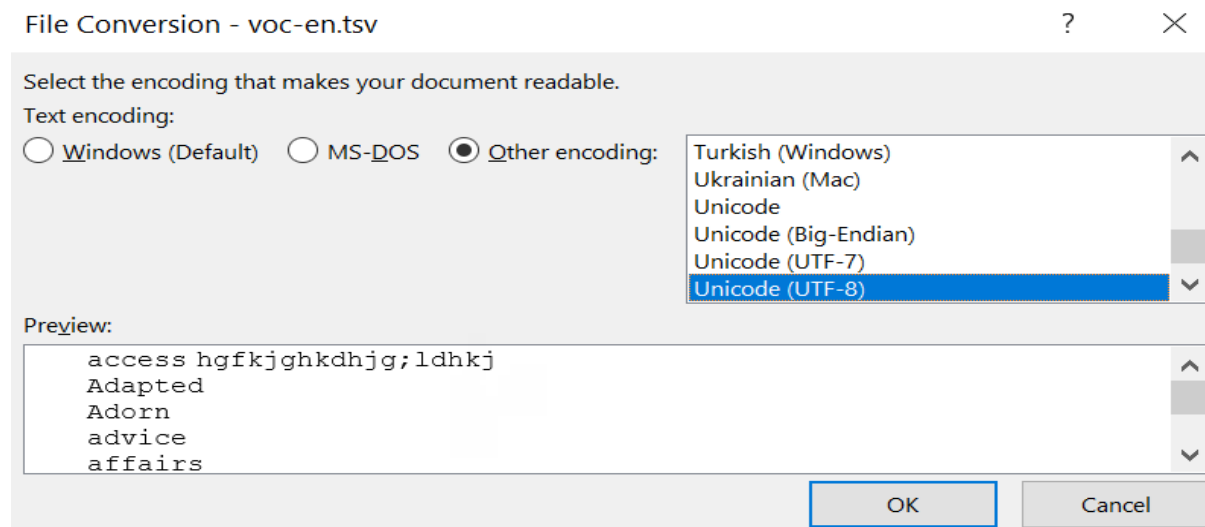 File Conversion - voc-en.tsv
?
Select the encoding that makes your document readable.
Text encoding:
Windows (Default) MS-DOS Other encoding:
Turkish (Windows)
Ukrainian (Mac)
Unicode
Unicode (Big-Endian)
Unicode (UTF-7)
Unicode (UTF-8)
Preview:
access hgfkjghkdhjg;ldhkj
Adapted
Adorn
advice
affairs
OK Cancel